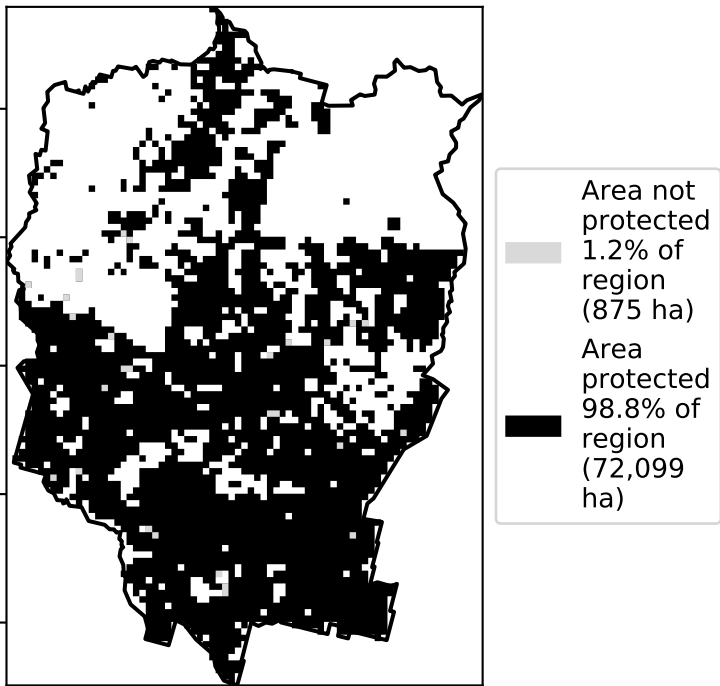 Area not
protected
1.2% of
region
(875 ha)
Area
protected
98.8% of
region
(72,099
ha)